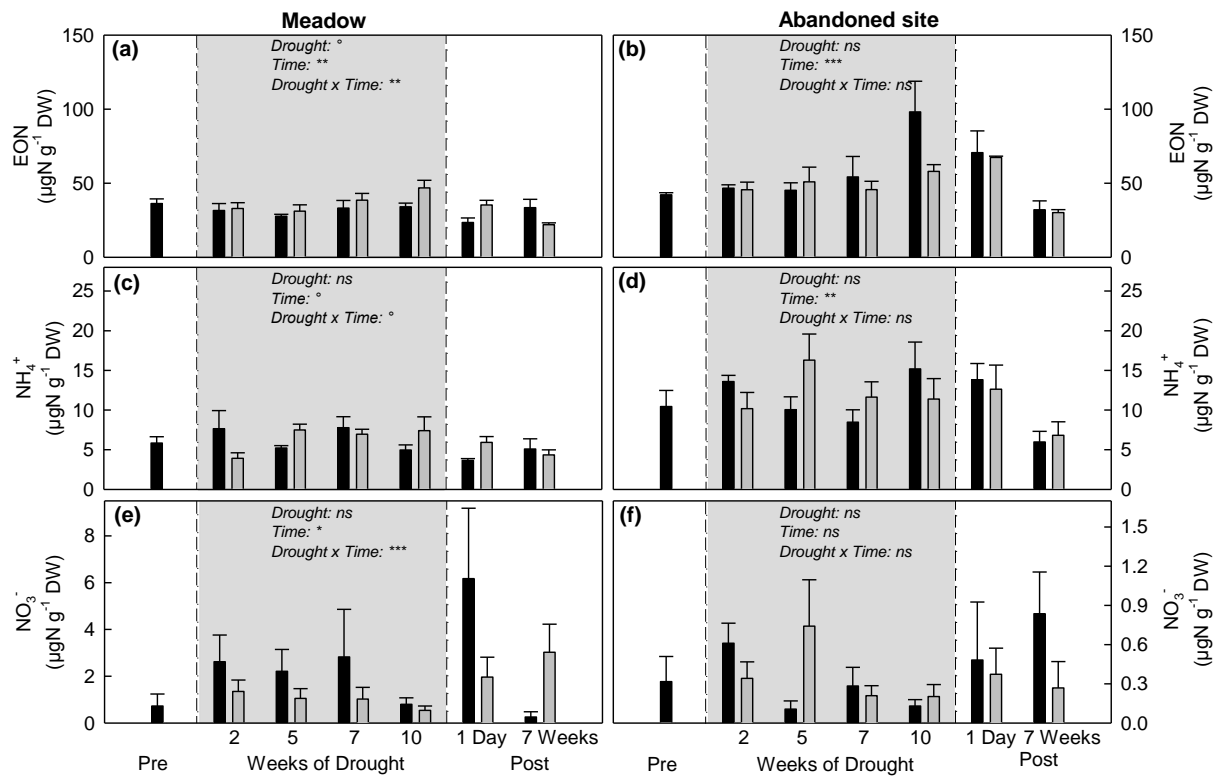 Meadow
Abandoned site
(a)
Drought: °
Time: **
Drought x Time: **
150
100
50
0
EON
(µgN g⁻¹ DW)
(b)
Drought: ns
Time: ***
Drought x Time: ns
150
100
50
0
EON
(µgN g⁻¹ DW)
(c)
Drought: ns
Time: °
Drought x Time: °
25
20
15
10
5
0
NH₄⁺
(µgN g⁻¹ DW)
(d)
Drought: ns
Time: **
Drought x Time: ns
25
20
15
10
5
0
25
20
15
10
5
0
NH₄⁺
(µgN g⁻¹ DW)
(e)
Drought: ns
Time: *
Drought x Time: ***
8
6
4
2
0
NO₃⁻
(µgN g⁻¹ DW)
(f)
Drought: ns
Time: ns
Drought x Time: ns
1.5
1.2
0.9
0.6
0.3
0.0
NO₃⁻
(µgN g⁻¹ DW)
2 5 7 10 1 Day 7 Weeks
Pre Weeks of Drought Post
2 5 7 10 1 Day 7 Weeks
Pre Weeks of Drought Post